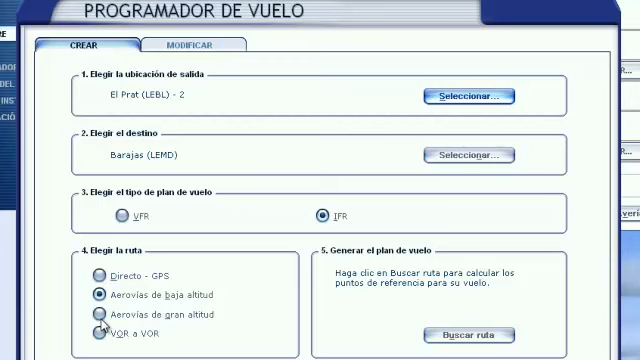 PROGRAMADOR DE VUELO
CREAR
MODIFICAR
1. Elegir la ubicación de salida
El Prat (LEBL) - 2
Seleccionar...
2. Elegir el destino
Barajas (LEMD)
Seleccionar...
3. Elegir el tipo de plan de vuelo
VFR
IFR
4. Elegir la ruta
Directo - GPS
Aerovías de baja altitud
Aerovías de gran altitud
VOR a VOR
5. Generar el plan de vuelo
Haga clic en Buscar ruta para calcular los
puntos de referencia para su vuelo.
Buscar ruta